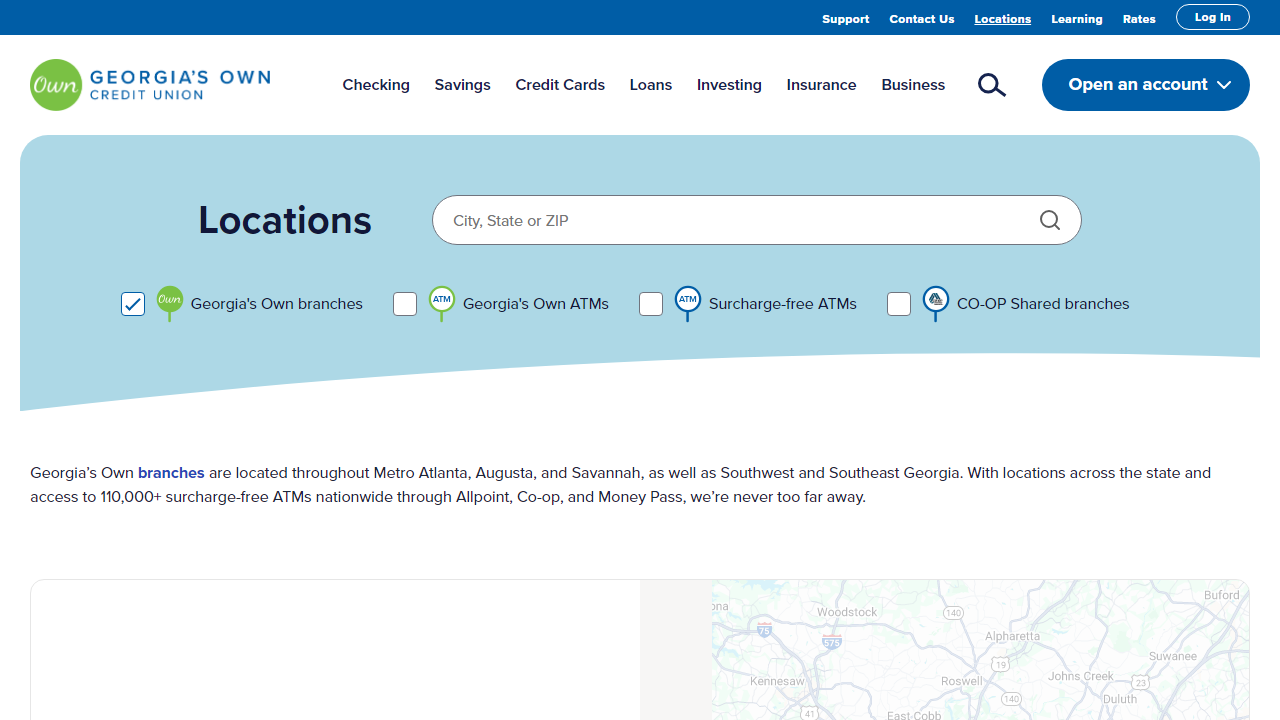 Support Contact Us Locations Learning Rates Log In
Own GEORGIA'S OWN
CREDIT UNION
Checking Savings Credit Cards Loans Investing Insurance Business Open an account
Locations
City, State or ZIP
Own Georgia's Own branches ATM Georgia's Own ATMs ATM Surcharge-free ATMs CO-OP Shared branches
Georgia’s Own branches are located throughout Metro Atlanta, Augusta, and Savannah, as well as Southwest and Southeast Georgia. With locations across the state and
access to 110,000+ surcharge-free ATMs nationwide through Allpoint, Co-op, and Money Pass, we’re never too far away.
Buford
ona
Woodstock
140
75
575
Alpharetta
Suwanee
19
Johns Creek
Kennesaw
Roswell
23
140
Duluth
41
East Cobb